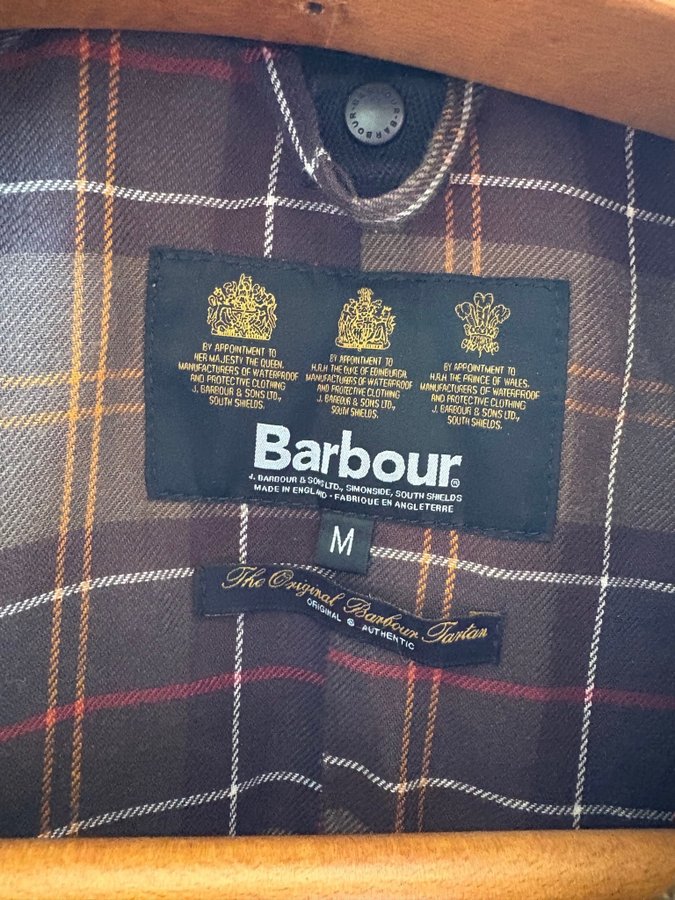 BARBOUR-BARBOUR
BY APPOINTMENT TO
HER MAJESTY THE QUEEN.
MANUFACTURERS OF WATERPROOF
AND PROTECTIVE CLOTHING
J. BARBOUR & SONS LTD.,
SOUTH SHIELDS.
BY APPOINTMENT TO
H.R.H. THE DUKE OF EDINBURGH.
MANUFACTURERS OF WATERPROOF
AND PROTECTIVE CLOTHING
J. BARBOUR & SONS LTD.,
SOUTH SHIELDS.
BY APPOINTMENT TO
H.R.H. THE PRINCE OF WALES.
MANUFACTURERS OF WATERPROOF
AND PROTECTIVE CLOTHING
J. BARBOUR & SONS LTD.,
SOUTH SHIELDS.
Barbour®
J. BARBOUR & SONS LTD., SIMONSIDE, SOUTH SHIELDS
MADE IN ENGLAND - FABRIQUE EN ANGLETERRE
M
The Original Barbour Tartan
ORIGINAL & AUTHENTIC